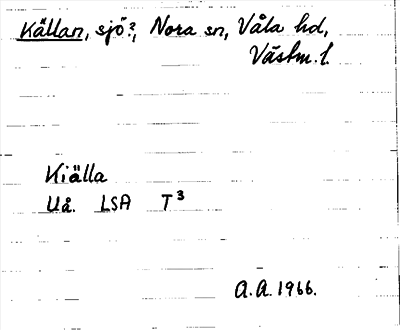 Källan, sjö?, Nora sn, Våla hd,
Västm. l.
Kiälla
Uå. LSA T³
A.A. 1966.